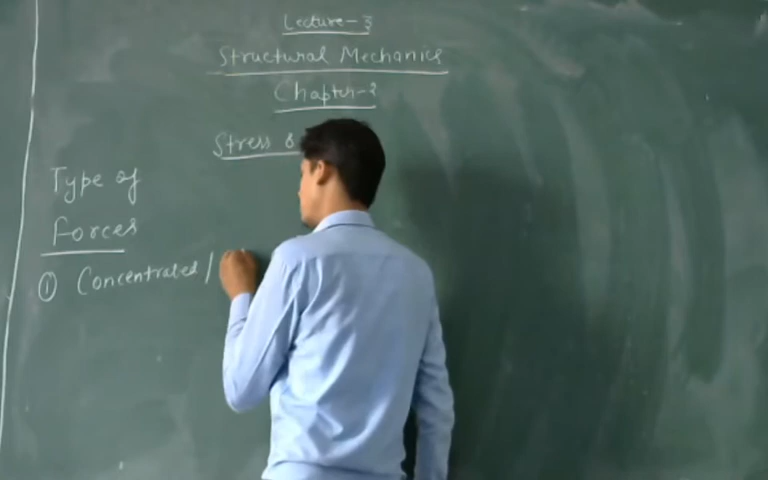 Lecture-3
Structural Mechanics
Chapter-2
Stress &
Type of
Forces
① Concentrated /